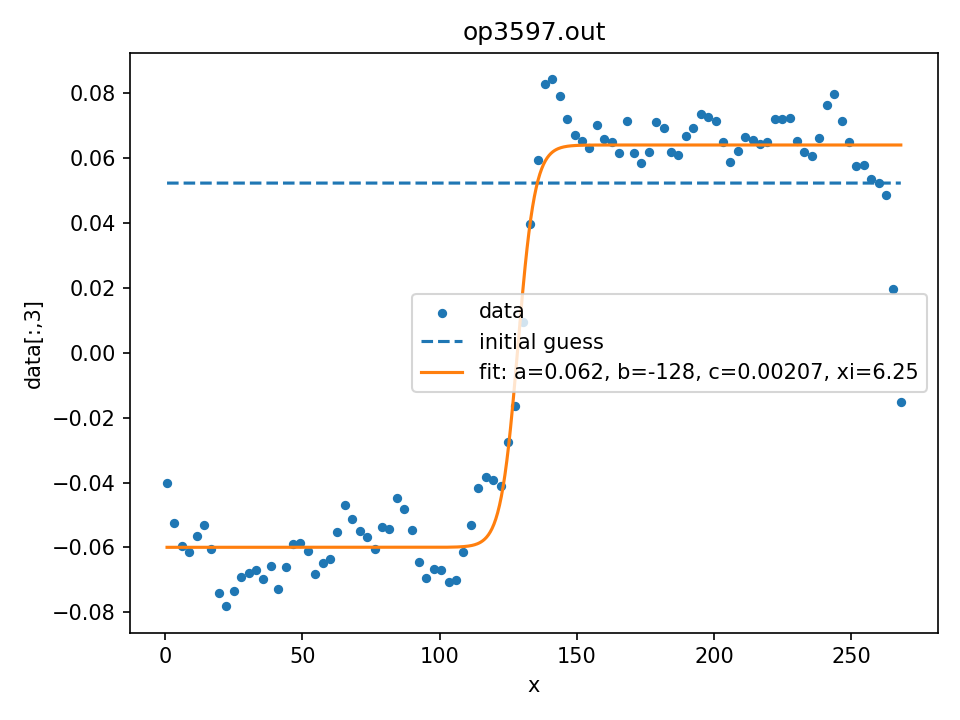 op3597.out
0.08
0.06
0.04
0.02
0.00
−0.02
−0.04
−0.06
−0.08
data[:,3]
data
initial guess
fit: a=0.062, b=-128, c=0.00207, xi=6.25
0 50 100 150 200 250
x